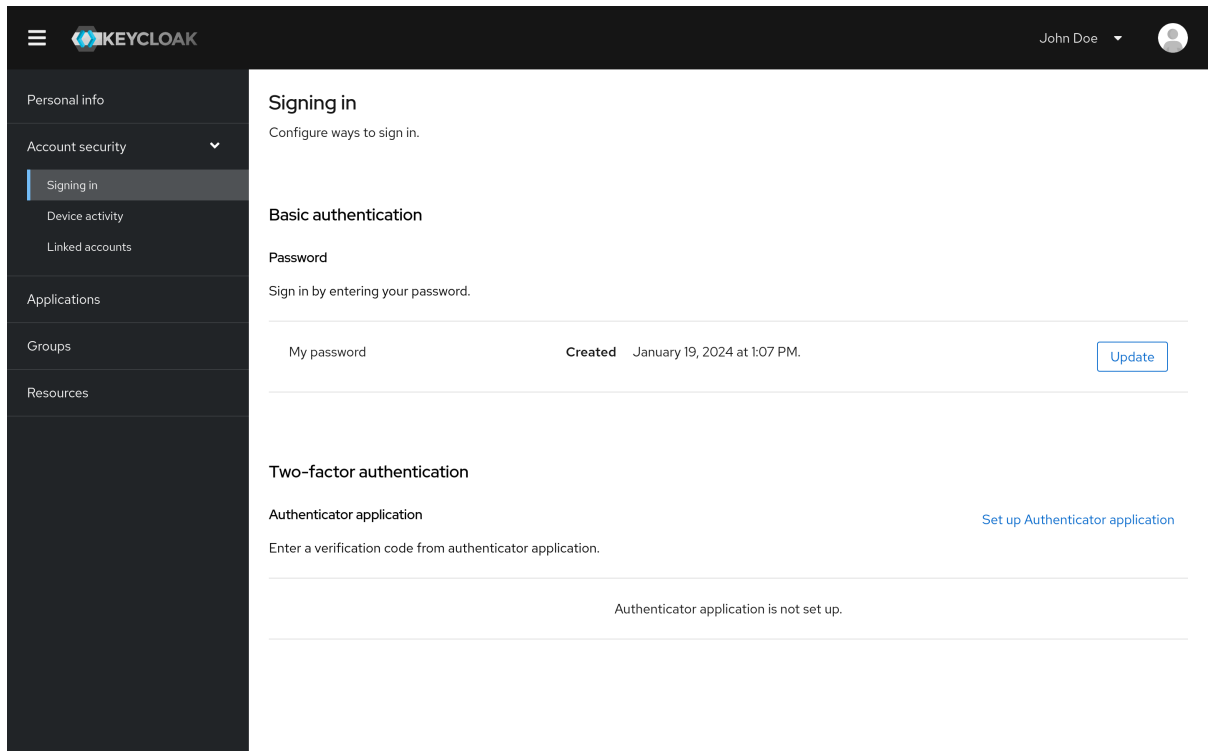 KEYCLOAK
John Doe
Personal info
Account security
Signing in
Device activity
Linked accounts
Applications
Groups
Resources
Signing in
Configure ways to sign in.
Basic authentication
Password
Sign in by entering your password.
My password Created January 19, 2024 at 1:07 PM. Update
Two-factor authentication
Authenticator application Set up Authenticator application
Enter a verification code from authenticator application.
Authenticator application is not set up.